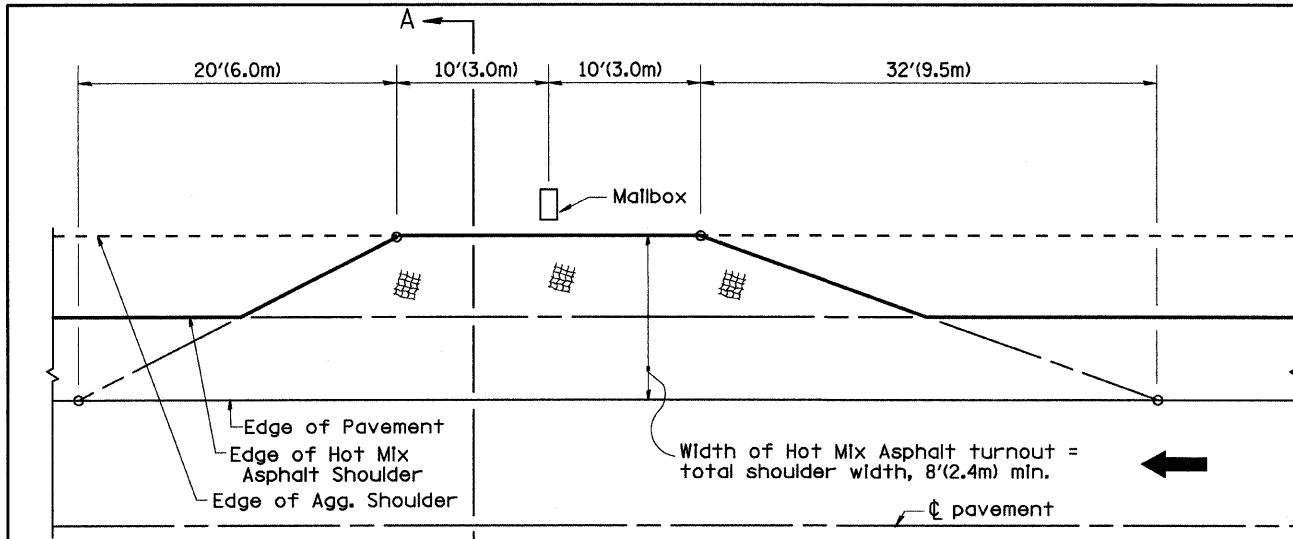 A
20'(6.0m)
10'(3.0m)
10'(3.0m)
32'(9.5m)
Mailbox
Edge of Pavement
Edge of Hot Mix
Asphalt Shoulder
Edge of Agg. Shoulder
Width of Hot Mix Asphalt turnout =
total shoulder width, 8'(2.4m) min.
℄ pavement